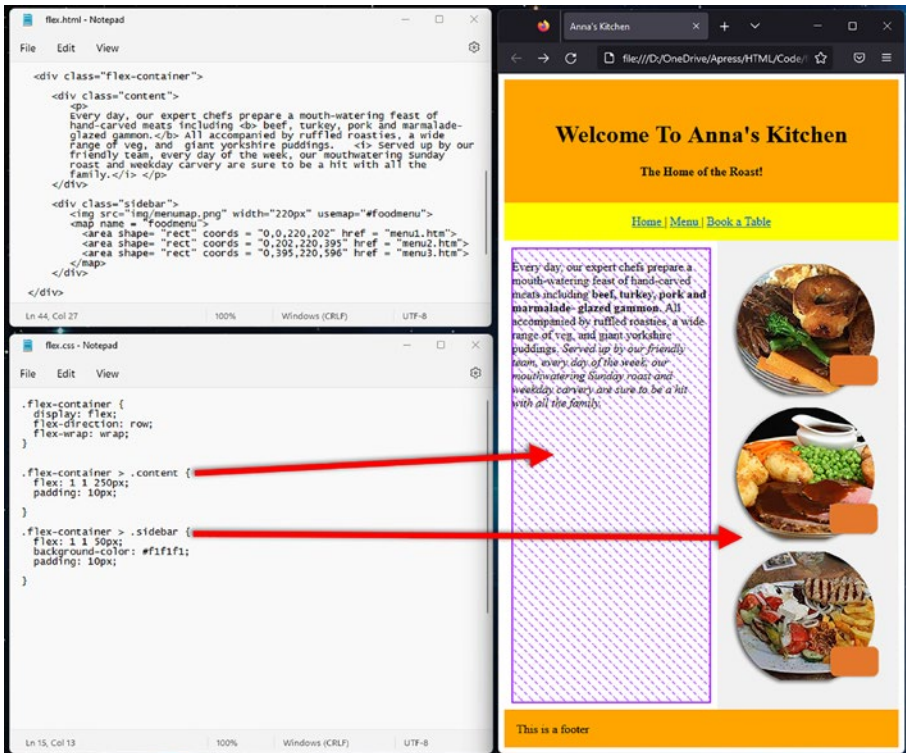 flex.html - Notepad
File Edit View
<div class="flex-container">
<div class="content">
<p>
Every day, our expert chefs prepare a mouth-watering feast of
hand-carved meats including <b> beef, turkey, pork and marmalade-
glazed gammon.</b> All accompanied by ruffled roasties, a wide
range of veg, and giant yorkshire puddings. <i> Served up by our
friendly team, every day of the week, our mouthwatering Sunday
roast and weekday carvery are sure to be a hit with all the
family.</i> </p>
</div>
<div class="sidebar">
<img src="img/menumap.png" width="220px" usemap="#foodmenu">
<map name = "foodmenu">
<area shape= "rect" coords = "0,0,220,202" href = "menu1.htm">
<area shape= "rect" coords = "0,202,220,395" href = "menu2.htm">
<area shape= "rect" coords = "0,395,220,596" href = "menu3.htm">
</map>
</div>
</div>
Ln 44, Col 27 100% Windows (CRLF) UTF-8
flex.css - Notepad
File Edit View
.flex-container {
display: flex;
flex-direction: row;
flex-wrap: wrap;
}
.flex-container > .content {
flex: 1 1 250px;
padding: 10px;
}
.flex-container > .sidebar {
flex: 1 1 50px;
background-color: #f1f1f1;
padding: 10px;
}
Ln 15, Col 13 100% Windows (CRLF) UTF-8
Anna's Kitchen
file:///D:/OneDrive/Apress/HTML/Code/
Welcome To Anna's Kitchen
The Home of the Roast!
Home | Menu | Book a Table
Every day, our expert chefs prepare a
mouth-watering feast of hand-carved
meats including beef, turkey, pork and
marmalade- glazed gammon. All
accompanied by ruffled roasties, a wide
range of veg, and giant yorkshire
puddings. Served up by our friendly
team, every day of the week, our
mouthwatering Sunday roast and
weekday carvery are sure to be a hit
with all the family.
This is a footer